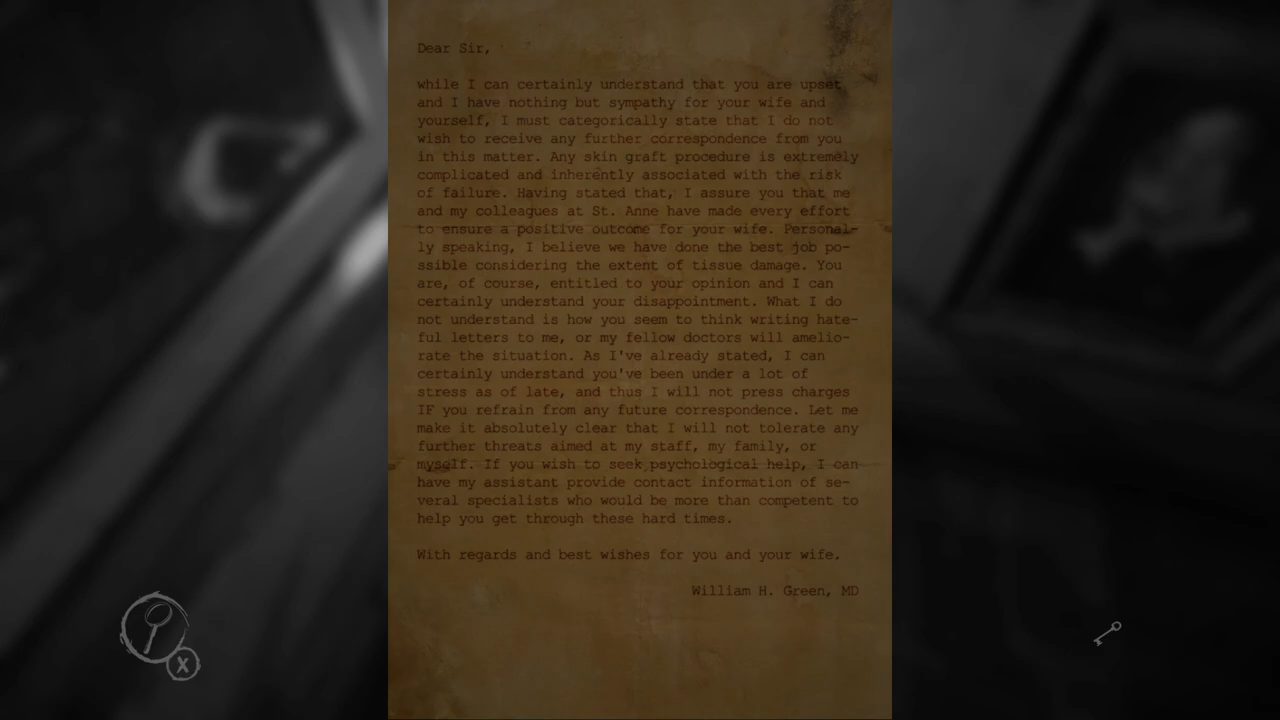 Dear Sir,
while I can certainly understand that you are upset
and I have nothing but sympathy for your wife and
yourself, I must categorically state that I do not
wish to receive any further correspondence from you
in this matter. Any skin graft procedure is extremely
complicated and inherently associated with the risk
of failure. Having stated that, I assure you that me
and my colleagues at St. Anne have made every effort
to ensure a positive outcome for your wife. Personal-
ly speaking, I believe we have done the best job po-
ssible considering the extent of tissue damage. You
are, of course, entitled to your opinion and I can
certainly understand your disappointment. What I do
not understand is how you seem to think writing hate-
ful letters to me, or my fellow doctors will amelio-
rate the situation. As I've already stated, I can
certainly understand you've been under a lot of
stress as of late, and thus I will not press charges
IF you refrain from any future correspondence. Let me
make it absolutely clear that I will not tolerate any
further threats aimed at my staff, my family, or
myself. If you wish to seek psychological help, I can
have my assistant provide contact information of se-
veral specialists who would be more than competent to
help you get through these hard times.
With regards and best wishes for you and your wife.
William H. Green, MD
X